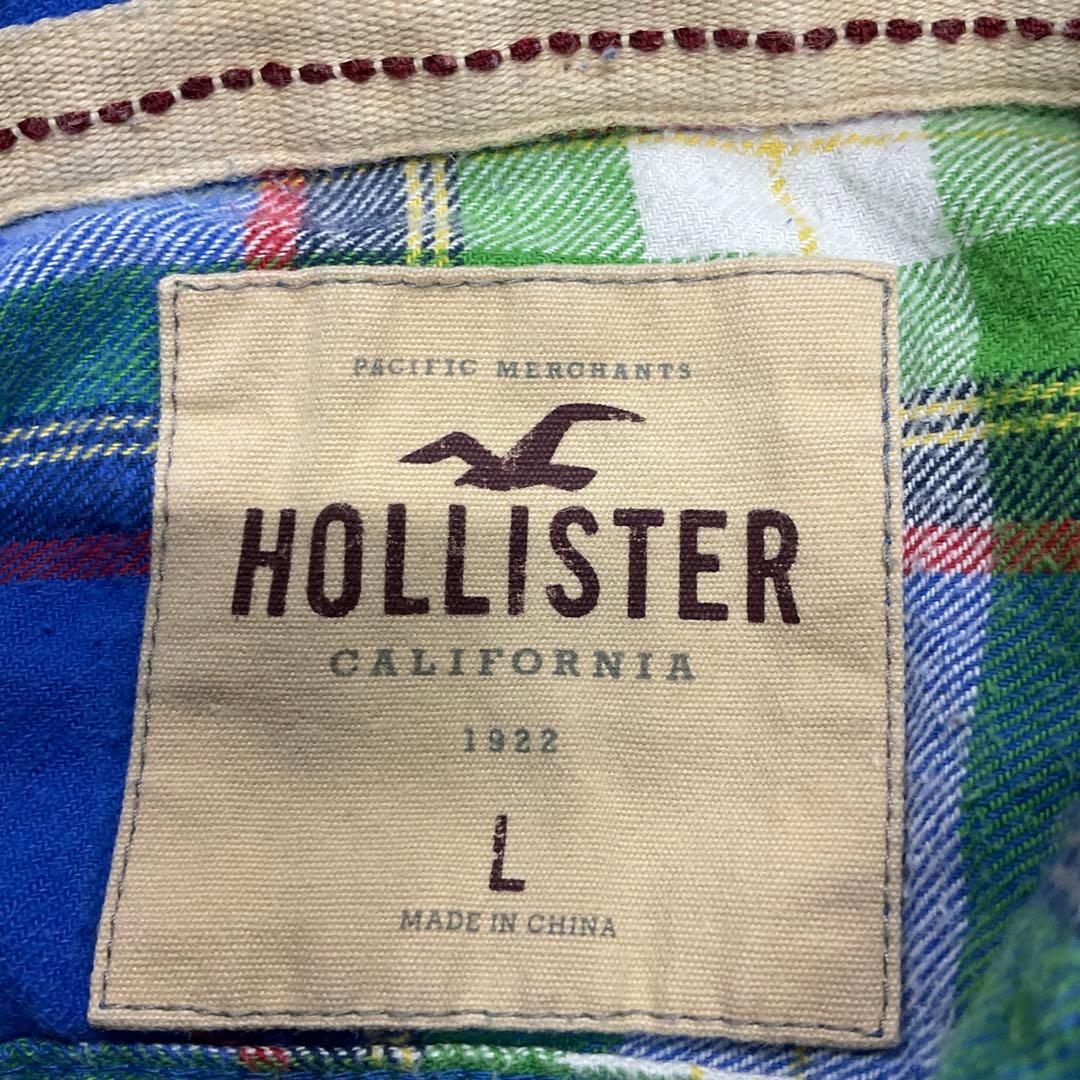 PACIFIC MERCHANTS
HOLLISTER
CALIFORNIA
1922
L
MADE IN CHINA